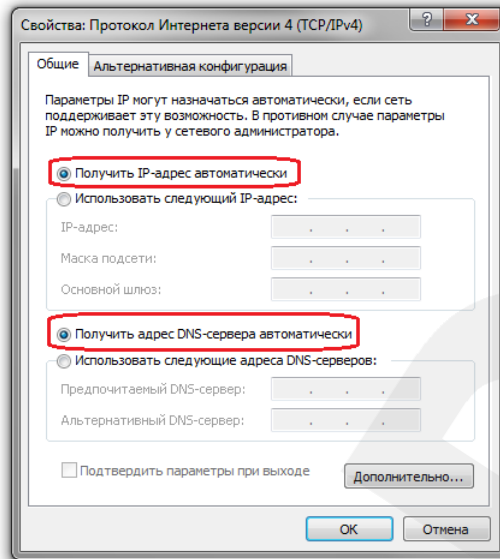 Свойства: Протокол Интернета версии 4 (TCP/IPv4)
Общие
Альтернативная конфигурация
Параметры IP могут назначаться автоматически, если сеть
поддерживает эту возможность. В противном случае параметры
IP можно получить у сетевого администратора.
Получить IP-адрес автоматически
Использовать следующий IP-адрес:
IP-адрес:
Маска подсети:
Основной шлюз:
Получить адрес DNS-сервера автоматически
Использовать следующие адреса DNS-серверов:
Предпочитаемый DNS-сервер:
Альтернативный DNS-сервер:
Подтвердить параметры при выходе
Дополнительно...
ОК
Отмена